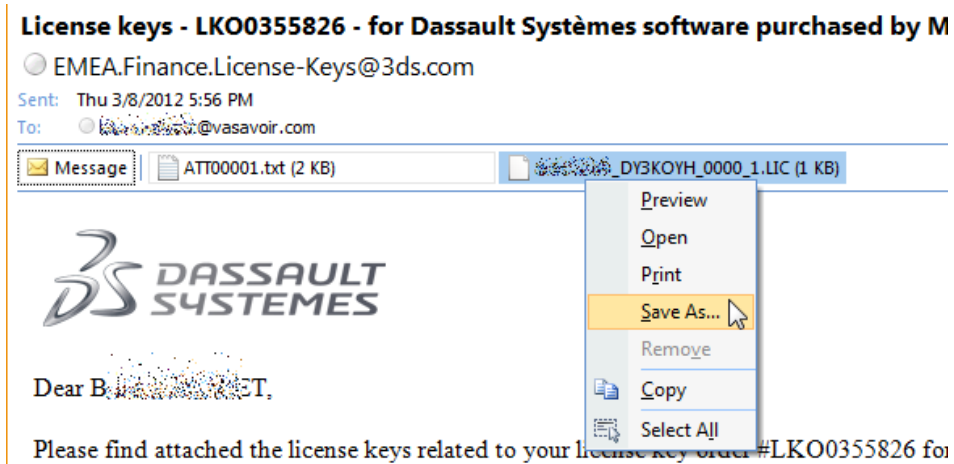 License keys - LKO0355826 - for Dassault Systèmes software purchased by M
EMEA.Finance.License-Keys@3ds.com
Sent: Thu 3/8/2012 5:56 PM
To: @vasavoir.com
Message ATT00001.txt (2 KB) _DY3KOYH_0000_1.LIC (1 KB)
Preview
Open
Print
Save As...
Remove
Copy
Select All
DASSAULT
SYSTEMES
Dear B ET,
Please find attached the license keys related to your license key order #LKO0355826 for